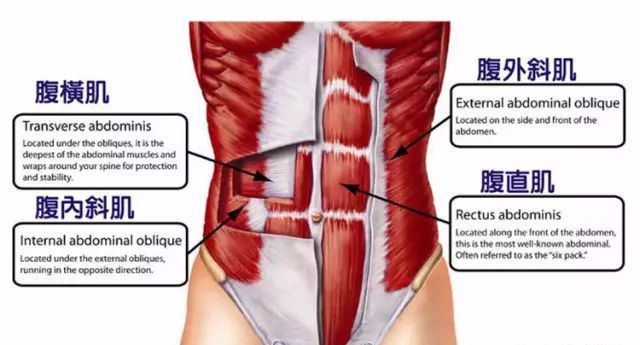 腹橫肌
Transverse abdominis
Located under the obliques, it is the
deepest of the abdominal muscles and
wraps around your spine for protection
and stability.
腹內斜肌
Internal abdominal oblique
Located under the external obliques,
running in the opposite direction.
腹外斜肌
External abdominal oblique
Located on the side and front of the
abdomen.
腹直肌
Rectus abdominis
Located along the front of the abdomen,
this is the most well-known abdominal.
Often referred to as the "six pack."